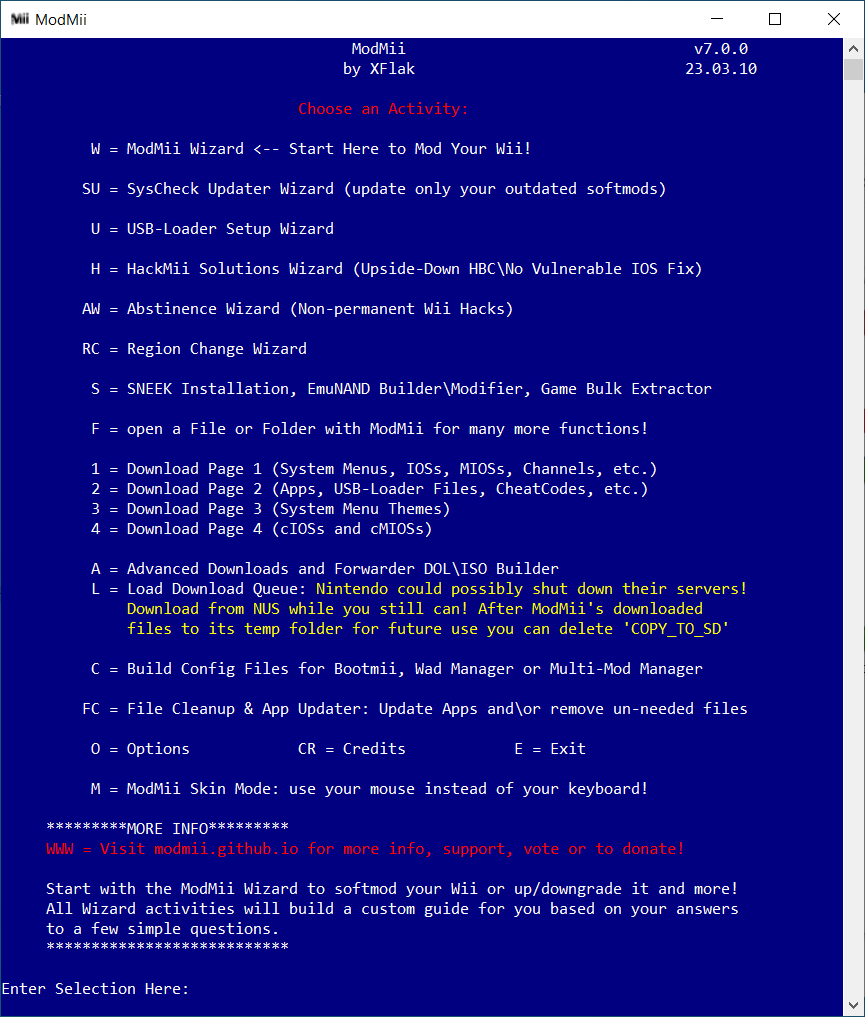 Mii ModMii
ModMii v7.0.0
by XFlak 23.03.10
Choose an Activity:
W = ModMii Wizard <-- Start Here to Mod Your Wii!
SU = SysCheck Updater Wizard (update only your outdated softmods)
U = USB-Loader Setup Wizard
H = HackMii Solutions Wizard (Upside-Down HBC\No Vulnerable IOS Fix)
AW = Abstinence Wizard (Non-permanent Wii Hacks)
RC = Region Change Wizard
S = SNEEK Installation, EmuNAND Builder\Modifier, Game Bulk Extractor
F = open a File or Folder with ModMii for many more functions!
1 = Download Page 1 (System Menus, IOSs, MIOSs, Channels, etc.)
2 = Download Page 2 (Apps, USB-Loader Files, CheatCodes, etc.)
3 = Download Page 3 (System Menu Themes)
4 = Download Page 4 (cIOSs and cMIOSs)
A = Advanced Downloads and Forwarder DOL\ISO Builder
L = Load Download Queue: Nintendo could possibly shut down their servers!
Download from NUS while you still can! After ModMii's downloaded
files to its temp folder for future use you can delete 'COPY_TO_SD'
C = Build Config Files for Bootmii, Wad Manager or Multi-Mod Manager
FC = File Cleanup & App Updater: Update Apps and\or remove un-needed files
O = Options CR = Credits E = Exit
M = ModMii Skin Mode: use your mouse instead of your keyboard!
*********MORE INFO*********
WWW = Visit modmii.github.io for more info, support, vote or to donate!
Start with the ModMii Wizard to softmod your Wii or up/downgrade it and more!
All Wizard activities will build a custom guide for you based on your answers
to a few simple questions.
***************************
Enter Selection Here: